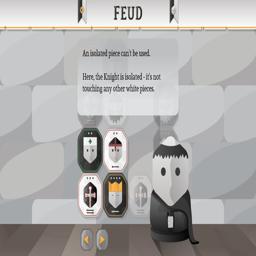 FEUD
An isolated piece can't be used.
Here, the Knight is isolated - it's not
touching any other white pieces.